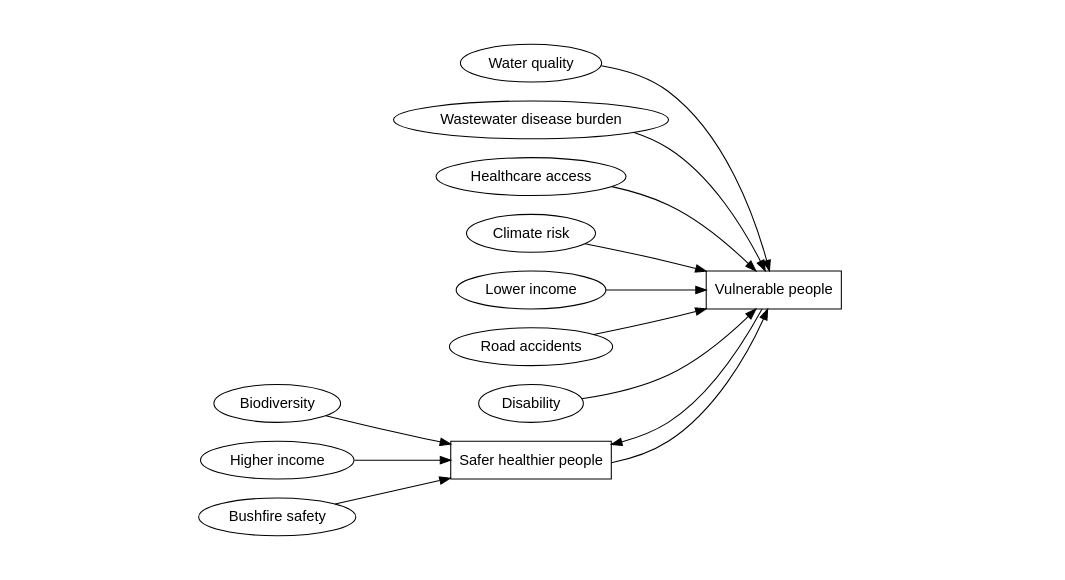 Water quality
Wastewater disease burden
Healthcare access
Climate risk
Lower income
Vulnerable people
Road accidents
Biodiversity
Disability
Higher income
Safer healthier people
Bushfire safety